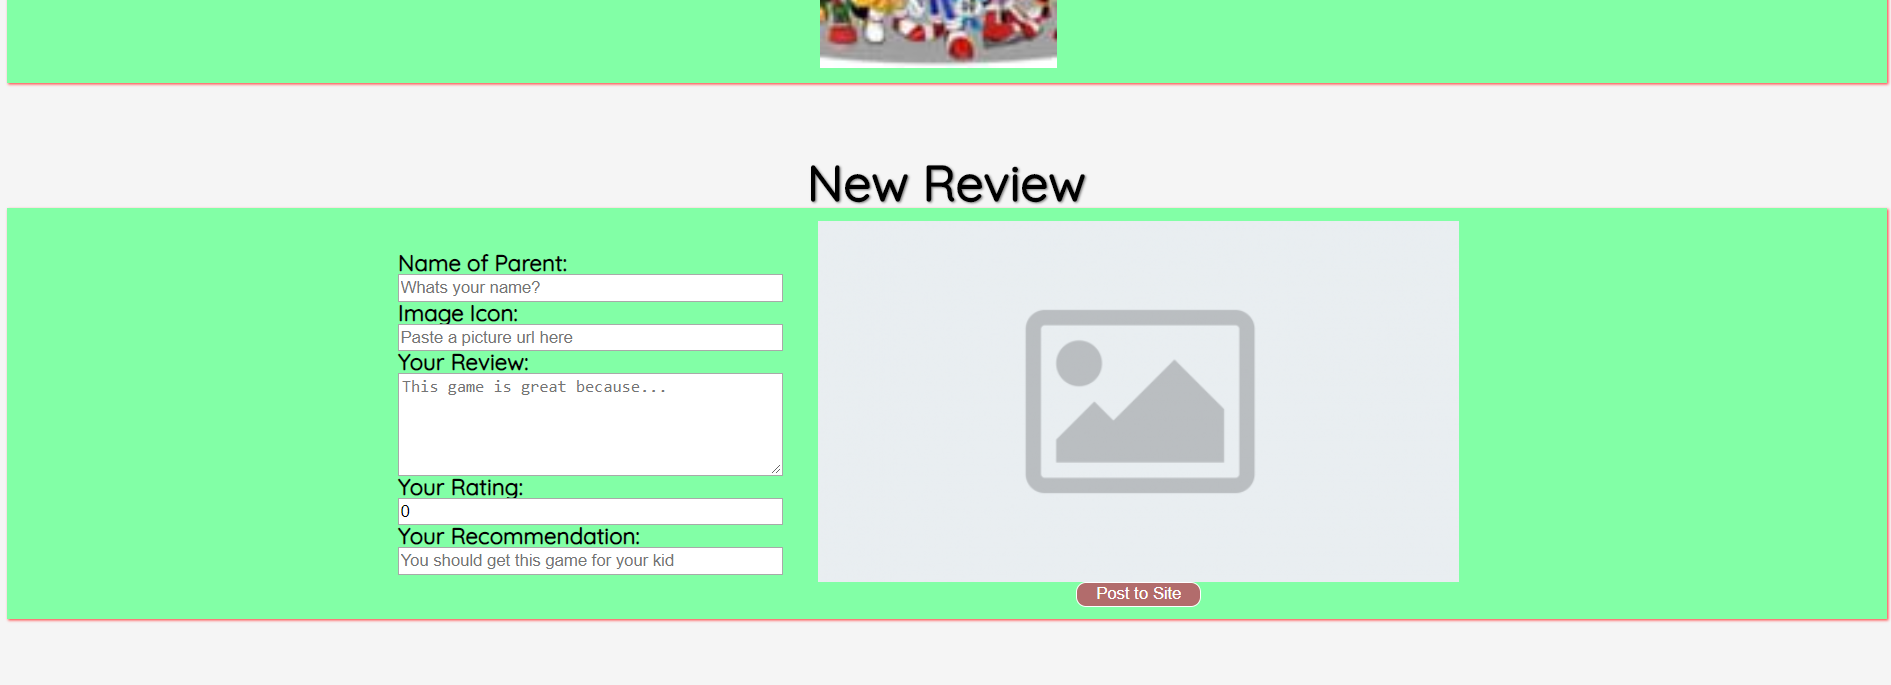 New Review
Name of Parent:
Whats your name?
Image Icon:
Paste a picture url here
Your Review:
This game is great because...
Your Rating:
0
Your Recommendation:
You should get this game for your kid
Post to Site